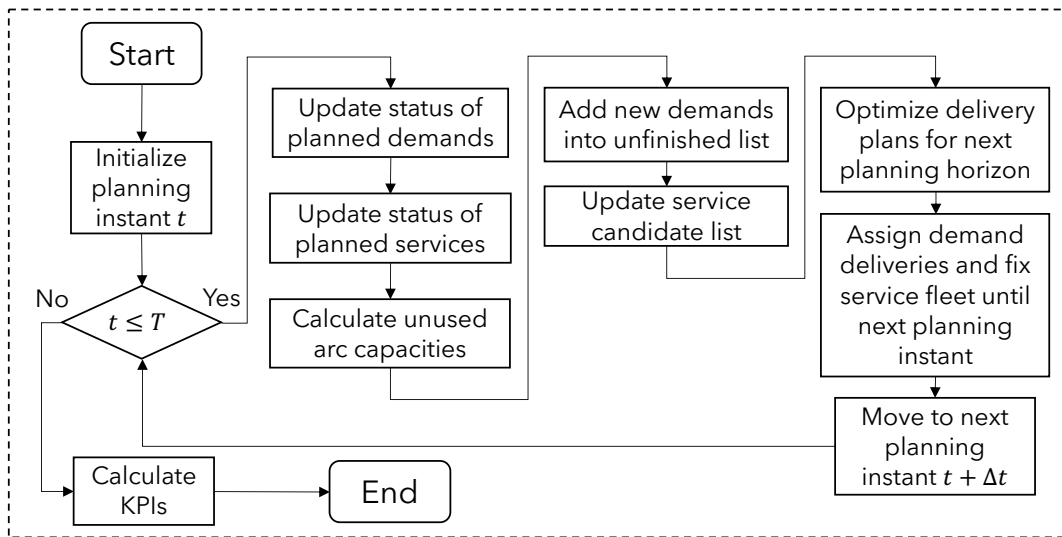 Start
Initialize
planning
instant t
No
Yes
t ≤ T
Update status of
planned demands
Update status of
planned services
Calculate unused
arc capacities
Add new demands
into unfinished list
Update service
candidate list
Optimize delivery
plans for next
planning horizon
Assign demand
deliveries and fix
service fleet until
next planning
instant
Move to next
planning
instant t + Δt
Calculate
KPIs
End